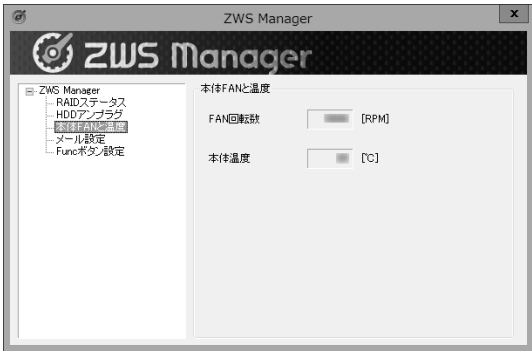 ZWS Manager
x
ZWS Manager
ZWS Manager
RAIDステータス
HDDアンプラグ
本体FANと温度
メール設定
Funcボタン設定
本体FANと温度
FAN回転数 [RPM]
本体温度 [℃]